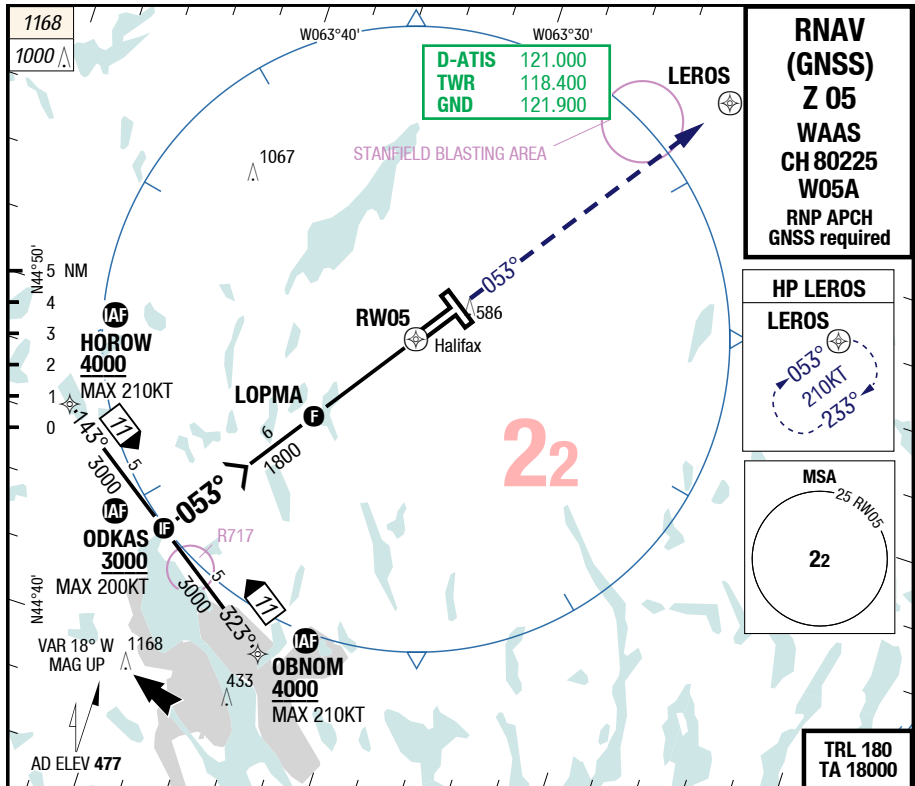 1168
1000
W063°40'
W063°30'
D-ATIS 121.000
TWR 118.400
GND 121.900
LEROS
RNAV
(GNSS)
Z 05
WAAS
CH 80225
W05A
RNP APCH
GNSS required
STANFIELD BLASTING AREA
1067
N44°50'
5 NM
4
3
2
1
0
053°
586
RW05
Halifax
HP LEROS
LEROS
053°
210KT
233°
IAF
HOROW
4000
MAX 210KT
LOPMA
F
11
143°
5
3000
6
1800
053°
22
IAF
ODKAS
3000
MAX 200KT
IF
R717
MSA
25 RW05
22
N44°40'
5
3000
323°
11
IAF
OBNOM
4000
MAX 210KT
VAR 18° W
MAG UP
1168
433
AD ELEV 477
TRL 180
TA 18000